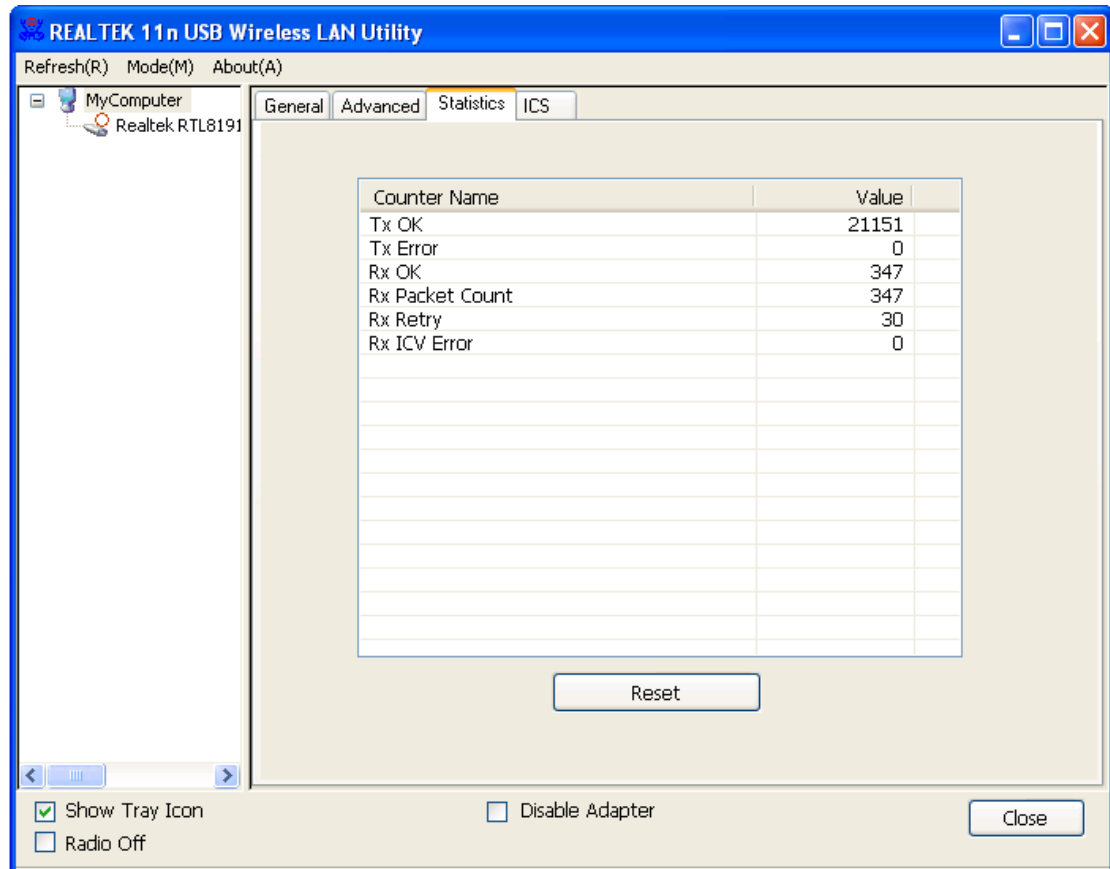 REALTEK 11n USB Wireless LAN Utility
Refresh(R) Mode(M) About(A)
MyComputer
Realtek RTL8191
General Advanced Statistics ICS
Counter Name Value
Tx OK 21151
Tx Error 0
Rx OK 347
Rx Packet Count 347
Rx Retry 30
Rx ICV Error 0
Reset
Show Tray Icon Disable Adapter Close
Radio Off